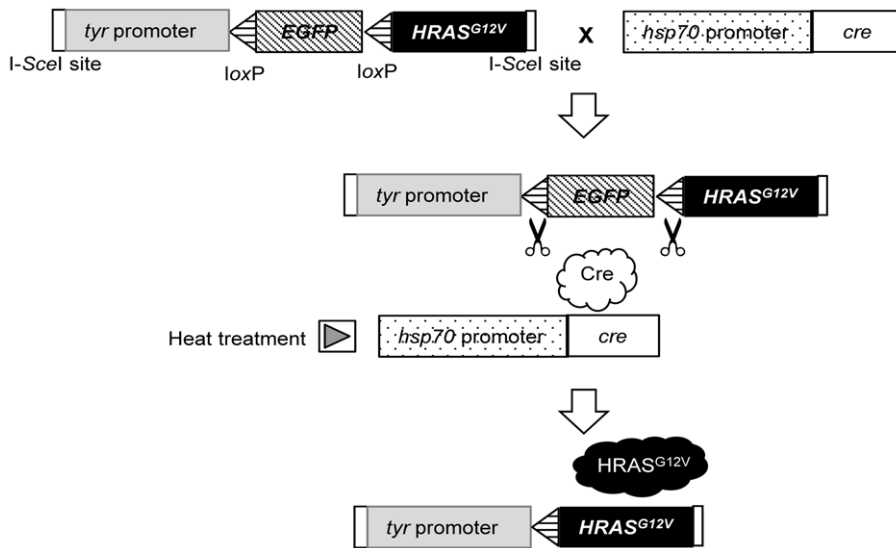 tyr promoter EGFP HRASG12V X hsp70 promoter cre
I-SceI site loxP loxP I-SceI site
tyr promoter EGFP HRASG12V
Cre
Heat treatment hsp70 promoter cre
HRASG12V
tyr promoter HRASG12V